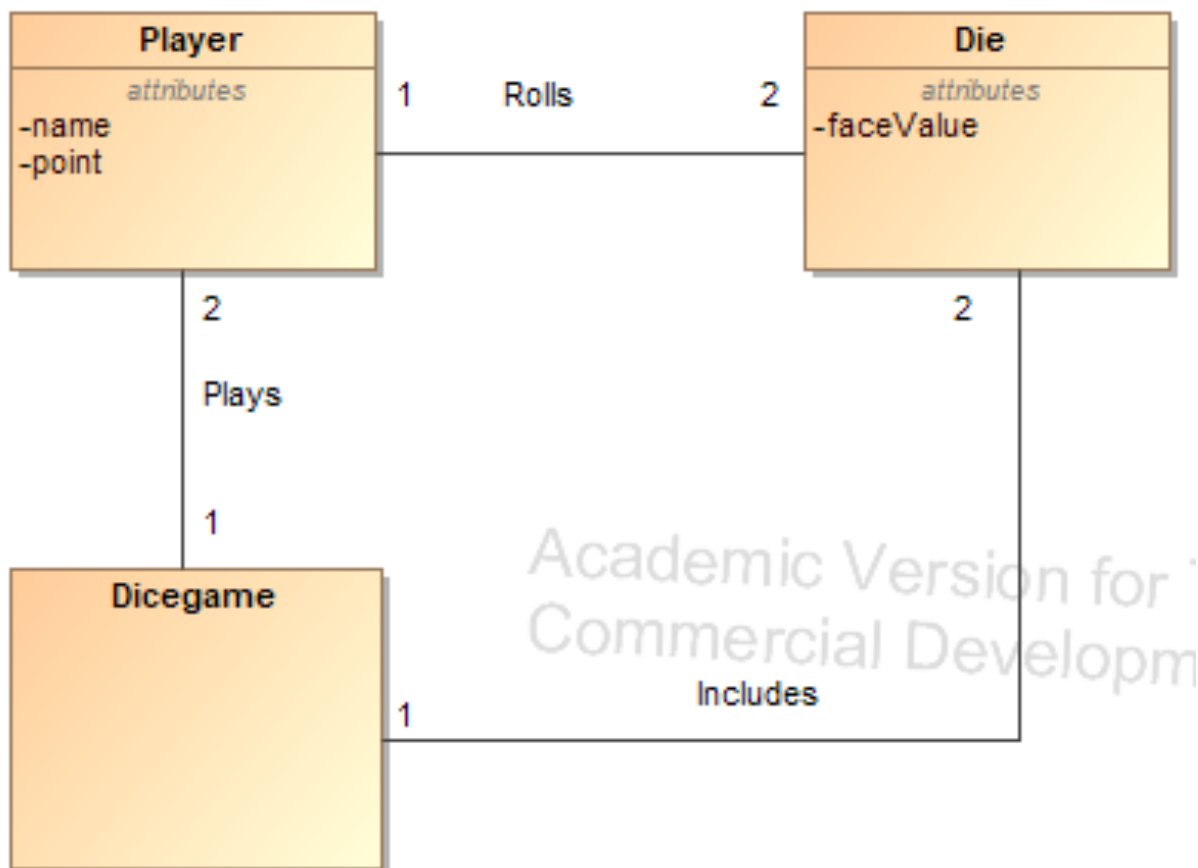 Player
attributes
-name
-point
1 Rolls 2
Die
attributes
-faceValue
2
Plays
1
2
Dicegame
Academic Version for
Commercial Developm
Includes
1